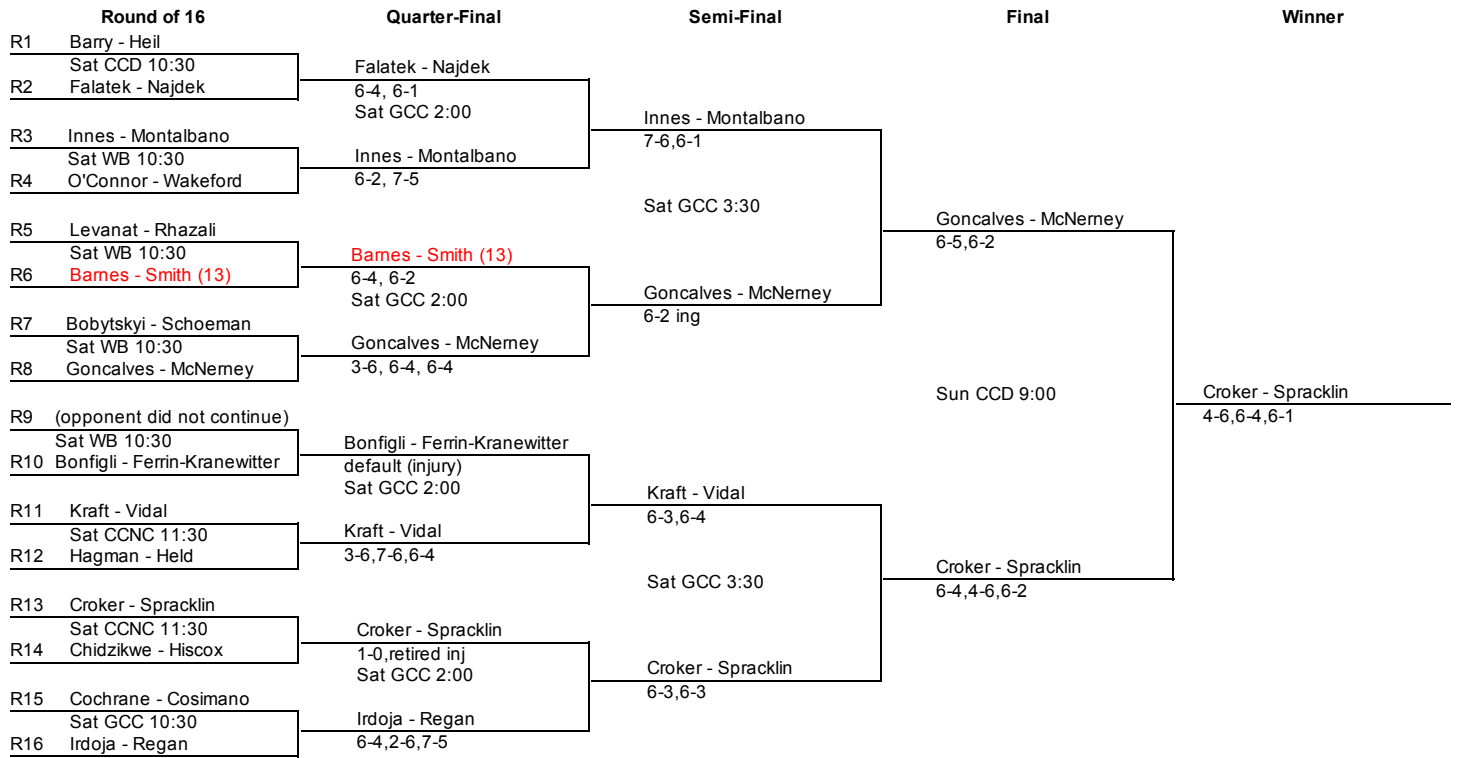 Round of 16 Quarter-Final Semi-Final Final Winner
R1 Barry - Heil
Sat CCD 10:30
R2 Falatek - Najdek
R3 Innes - Montalbano
Sat WB 10:30
R4 O'Connor - Wakeford
R5 Levanat - Rhazali
Sat WB 10:30
R6 Barnes - Smith (13)
R7 Bobytskyi - Schoeman
Sat WB 10:30
R8 Goncalves - McNerney
R9 (opponent did not continue)
Sat WB 10:30
R10 Bonfigli - Ferrin-Kranewitter
R11 Kraft - Vidal
Sat CCNC 11:30
R12 Hagman - Held
R13 Croker - Spracklin
Sat CCNC 11:30
R14 Chidzikwe - Hiscox
R15 Cochrane - Cosimano
Sat GCC 10:30
R16 Irdoja - Regan
Falatek - Najdek
6-4, 6-1
Sat GCC 2:00
Innes - Montalbano
6-2, 7-5
Barnes - Smith (13)
6-4, 6-2
Sat GCC 2:00
Goncalves - McNerney
3-6, 6-4, 6-4
Bonfigli - Ferrin-Kranewitter
default (injury)
Sat GCC 2:00
Kraft - Vidal
3-6,7-6,6-4
Croker - Spracklin
1-0,retired inj
Sat GCC 2:00
Irdoja - Regan
6-4,2-6,7-5
Innes - Montalbano
7-6,6-1
Sat GCC 3:30
Goncalves - McNerney
6-2 ing
Kraft - Vidal
6-3,6-4
Sat GCC 3:30
Croker - Spracklin
6-3,6-3
Goncalves - McNerney
6-5,6-2
Sun CCD 9:00
Croker - Spracklin
6-4,4-6,6-2
Croker - Spracklin
4-6,6-4,6-1